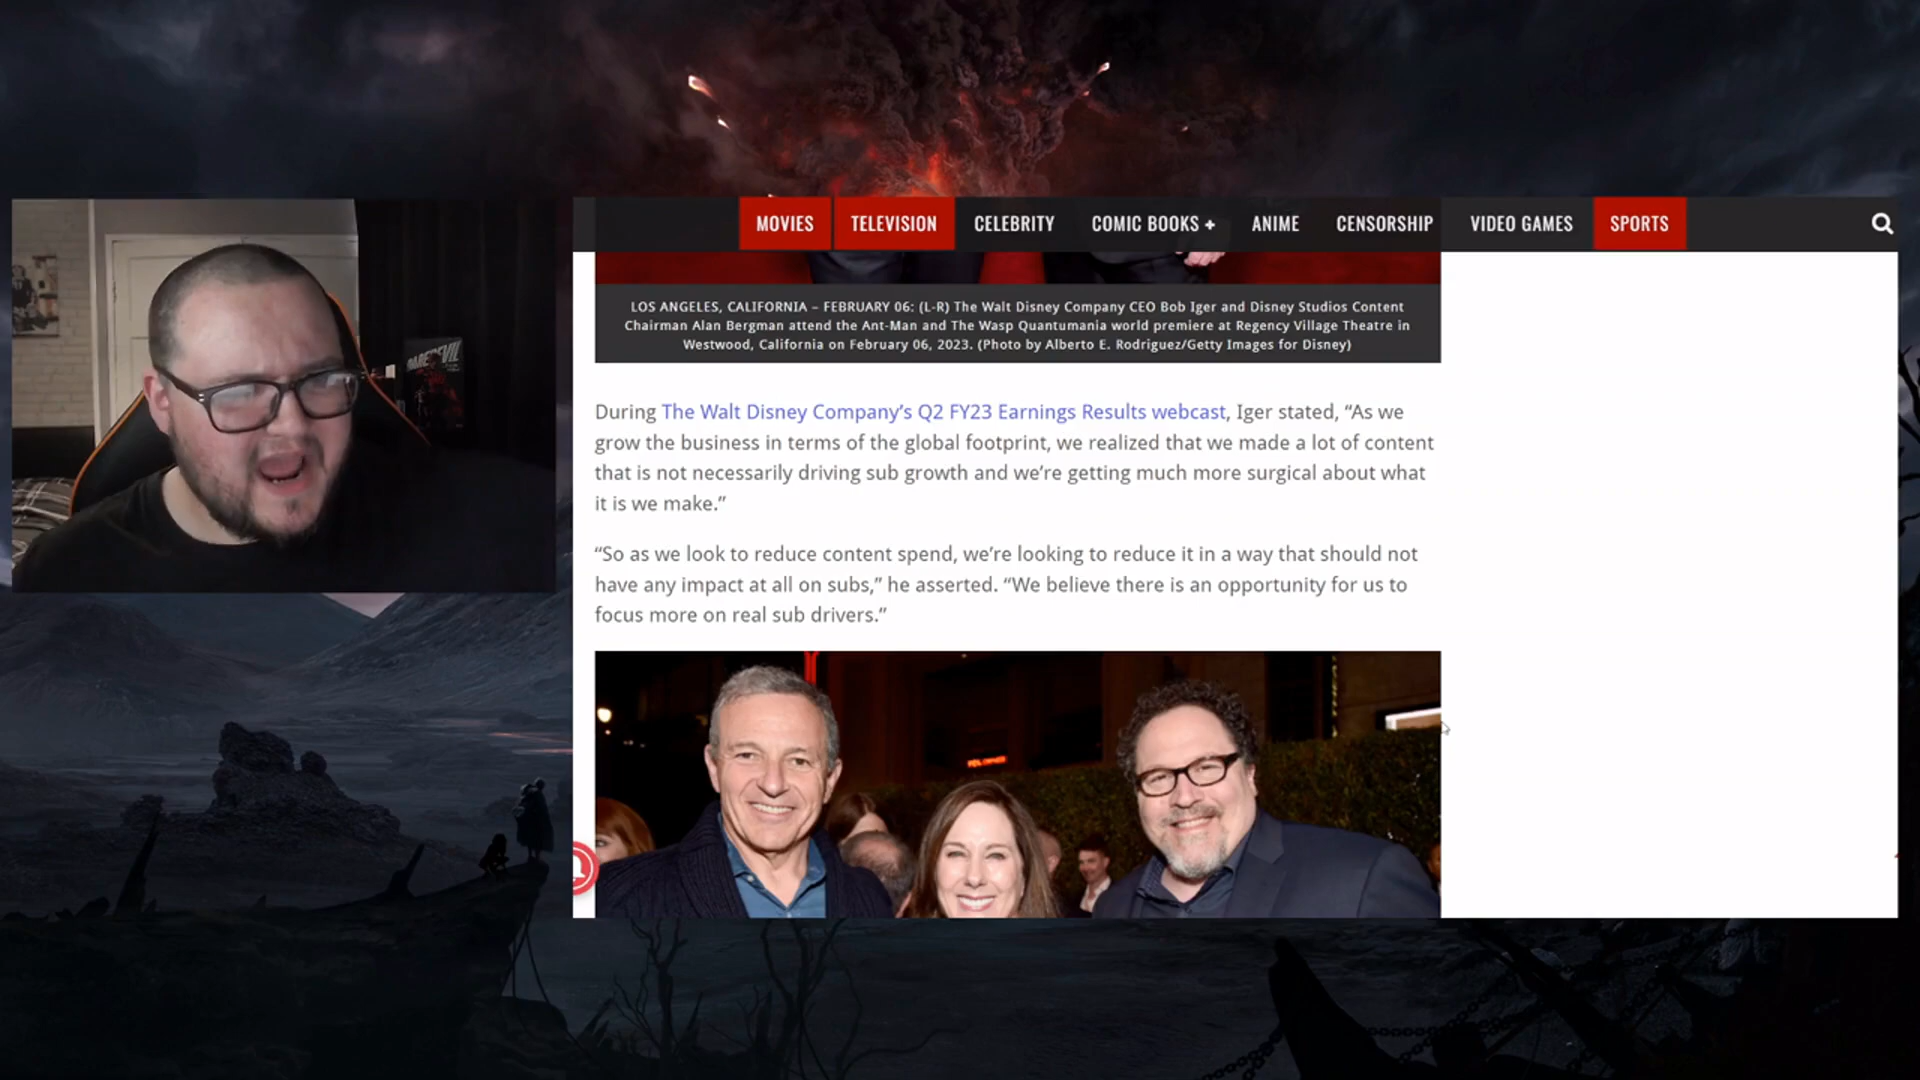 MOVIES TELEVISION CELEBRITY COMIC BOOKS + ANIME CENSORSHIP VIDEO GAMES SPORTS
LOS ANGELES, CALIFORNIA – FEBRUARY 06: (L-R) The Walt Disney Company CEO Bob Iger and Disney Studios Content
Chairman Alan Bergman attend the Ant-Man and The Wasp Quantumania world premiere at Regency Village Theatre in
Westwood, California on February 06, 2023. (Photo by Alberto E. Rodriguez/Getty Images for Disney)
DAREDEVIL
During The Walt Disney Company’s Q2 FY23 Earnings Results webcast, Iger stated, “As we
grow the business in terms of the global footprint, we realized that we made a lot of content
that is not necessarily driving sub growth and we’re getting much more surgical about what
it is we make.”
“So as we look to reduce content spend, we’re looking to reduce it in a way that should not
have any impact at all on subs,” he asserted. “We believe there is an opportunity for us to
focus more on real sub drivers.”